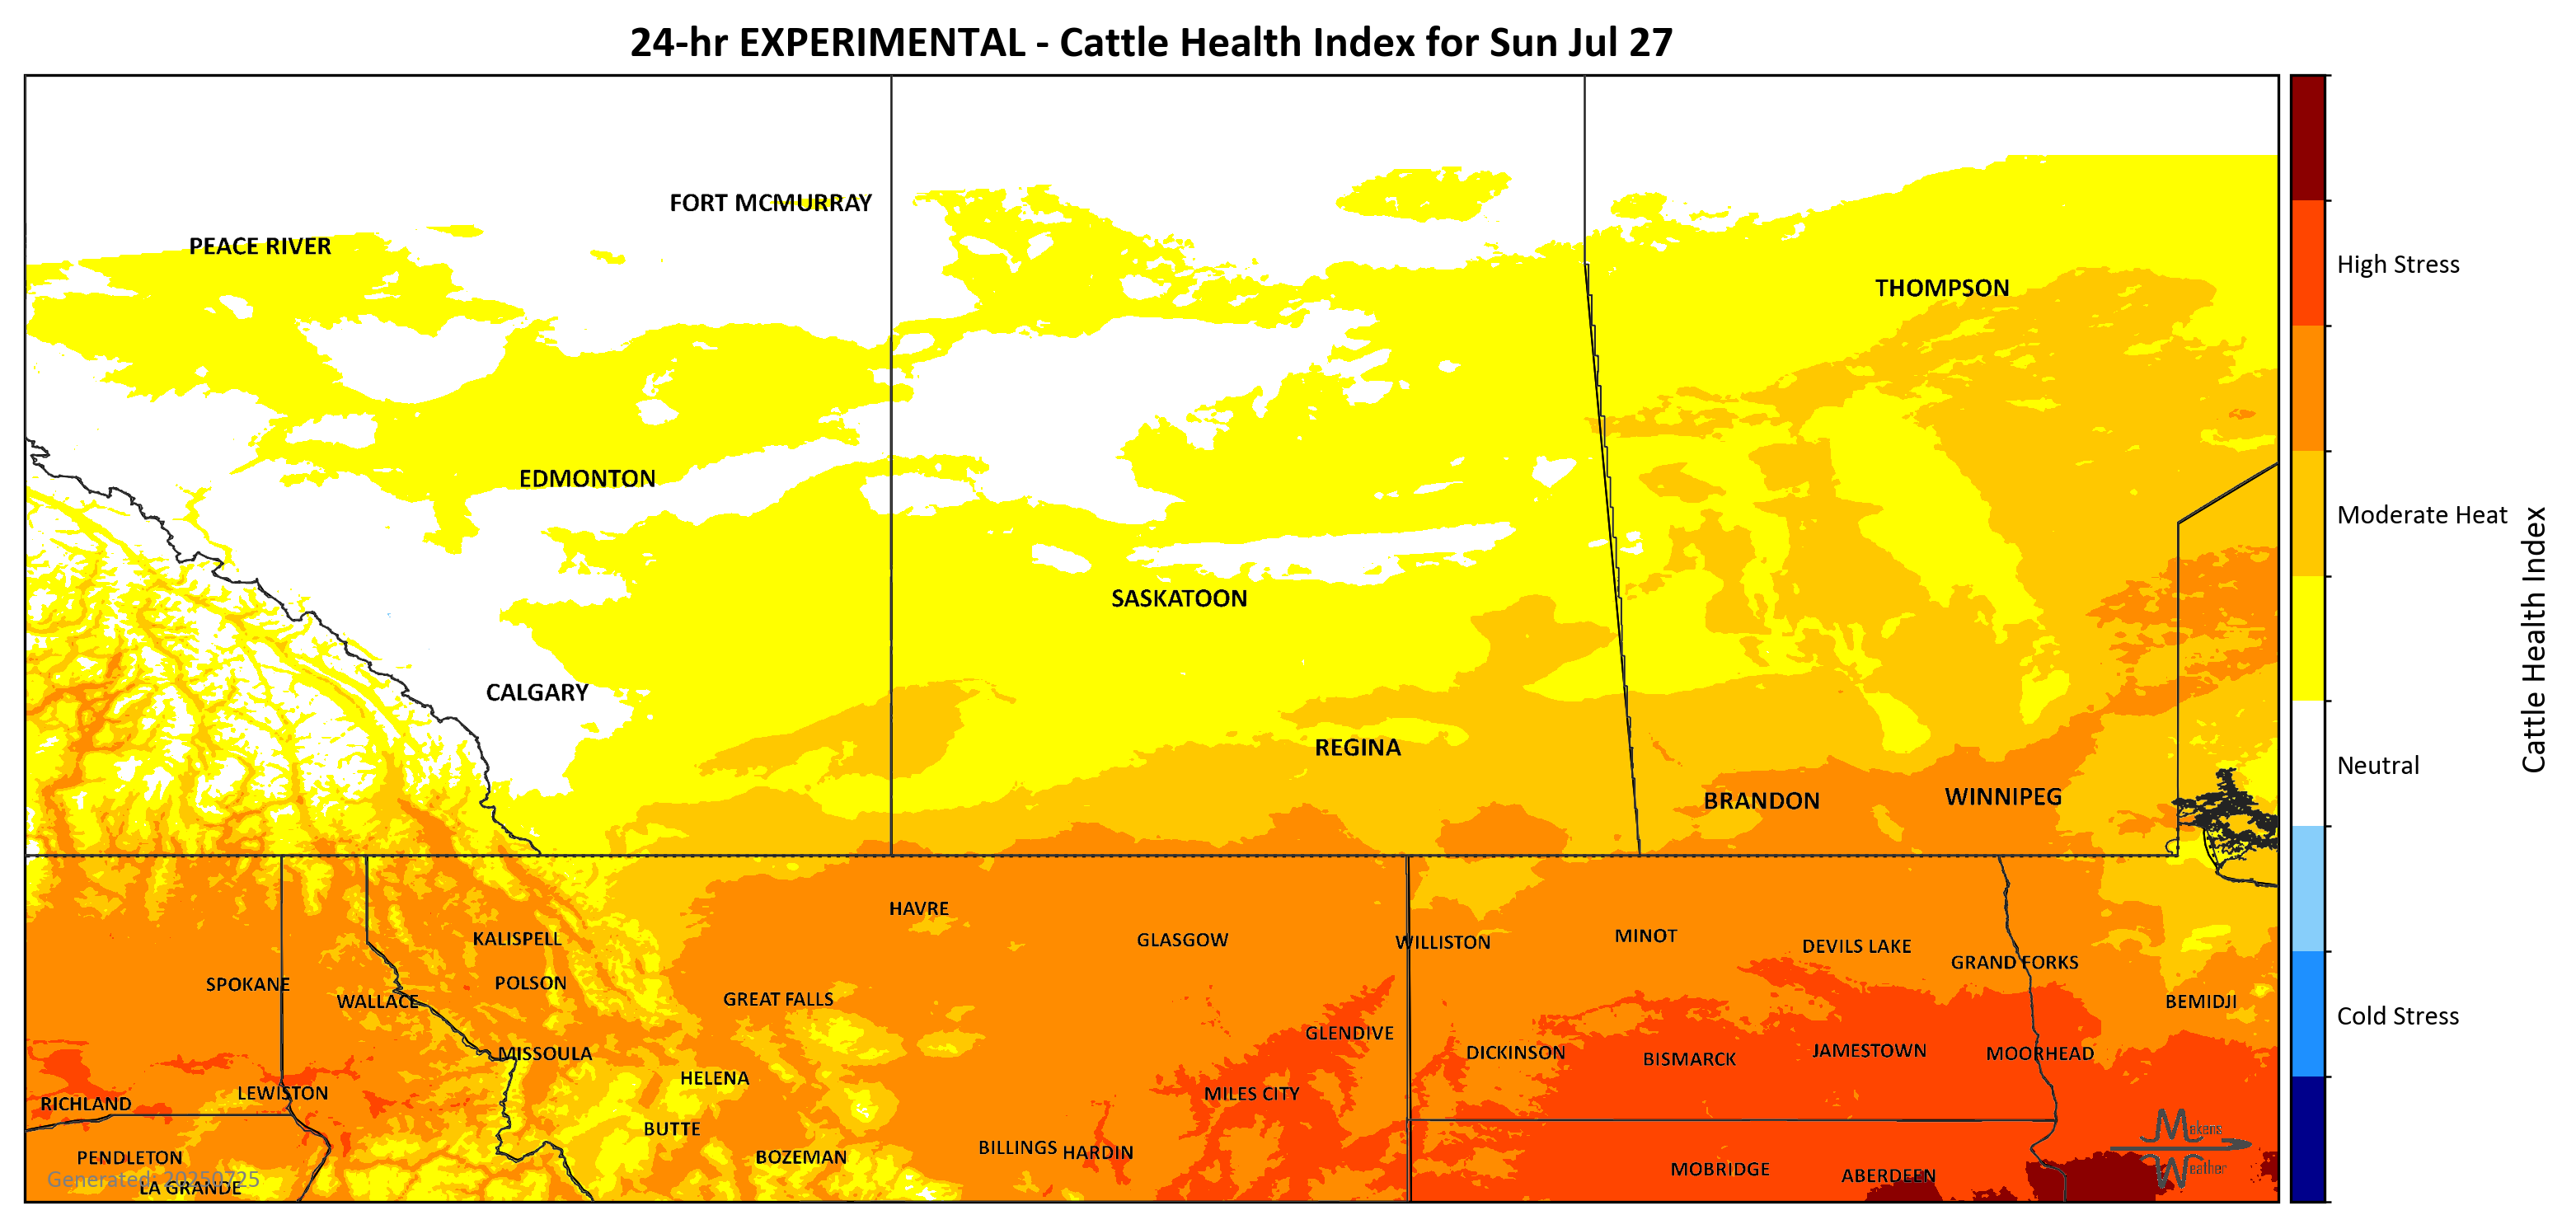 24-hr EXPERIMENTAL - Cattle Health Index for Sun Jul 27
FORT MCMURRAY
PEACE RIVER
High Stress
THOMPSON
EDMONTON
Moderate Heat
SASKATOON
Cattle Health Index
CALGARY
REGINA
Neutral
BRANDON
WINNIPEG
HAVRE
KALISPELL
GLASGOW
WILLISTON
MINOT
DEVILS LAKE
GRAND FORKS
SPOKANE
POLSON
WALLACE
GREAT FALLS
BEMIDJI
Cold Stress
GLENDIVE
MISSOULA
DICKINSON
BISMARCK
JAMESTOWN
MOORHEAD
HELENA
LEWISTON
MILES CITY
RICHLAND
BUTTE
Makens
Weather
BILLINGS
HARDIN
PENDLETON
BOZEMAN
MOBRIDGE
ABERDEEN
Generated: 20250725
LA GRANDE